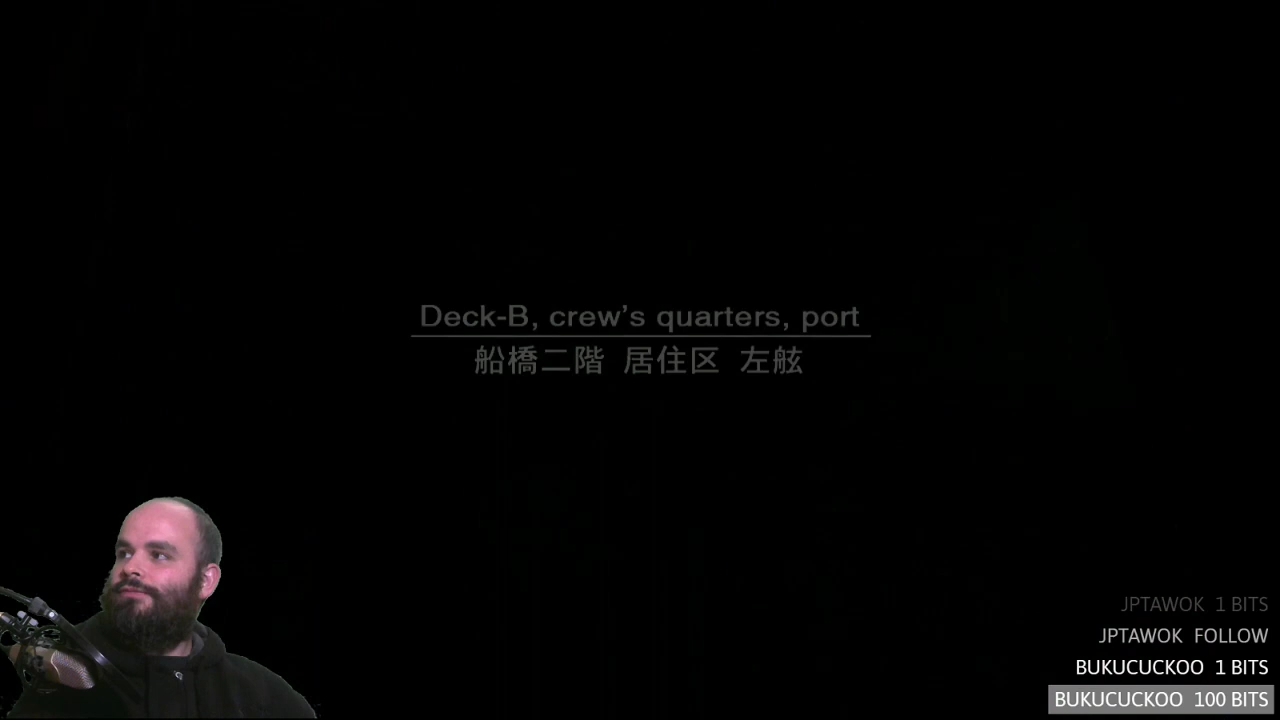 Deck-B, crew’s quarters, port
船橋二階 居住区 左舷
JPTAWOK 1 BITS
JPTAWOK FOLLOW
BUKUCUCKOO 1 BITS
BUKUCUCKOO 100 BITS